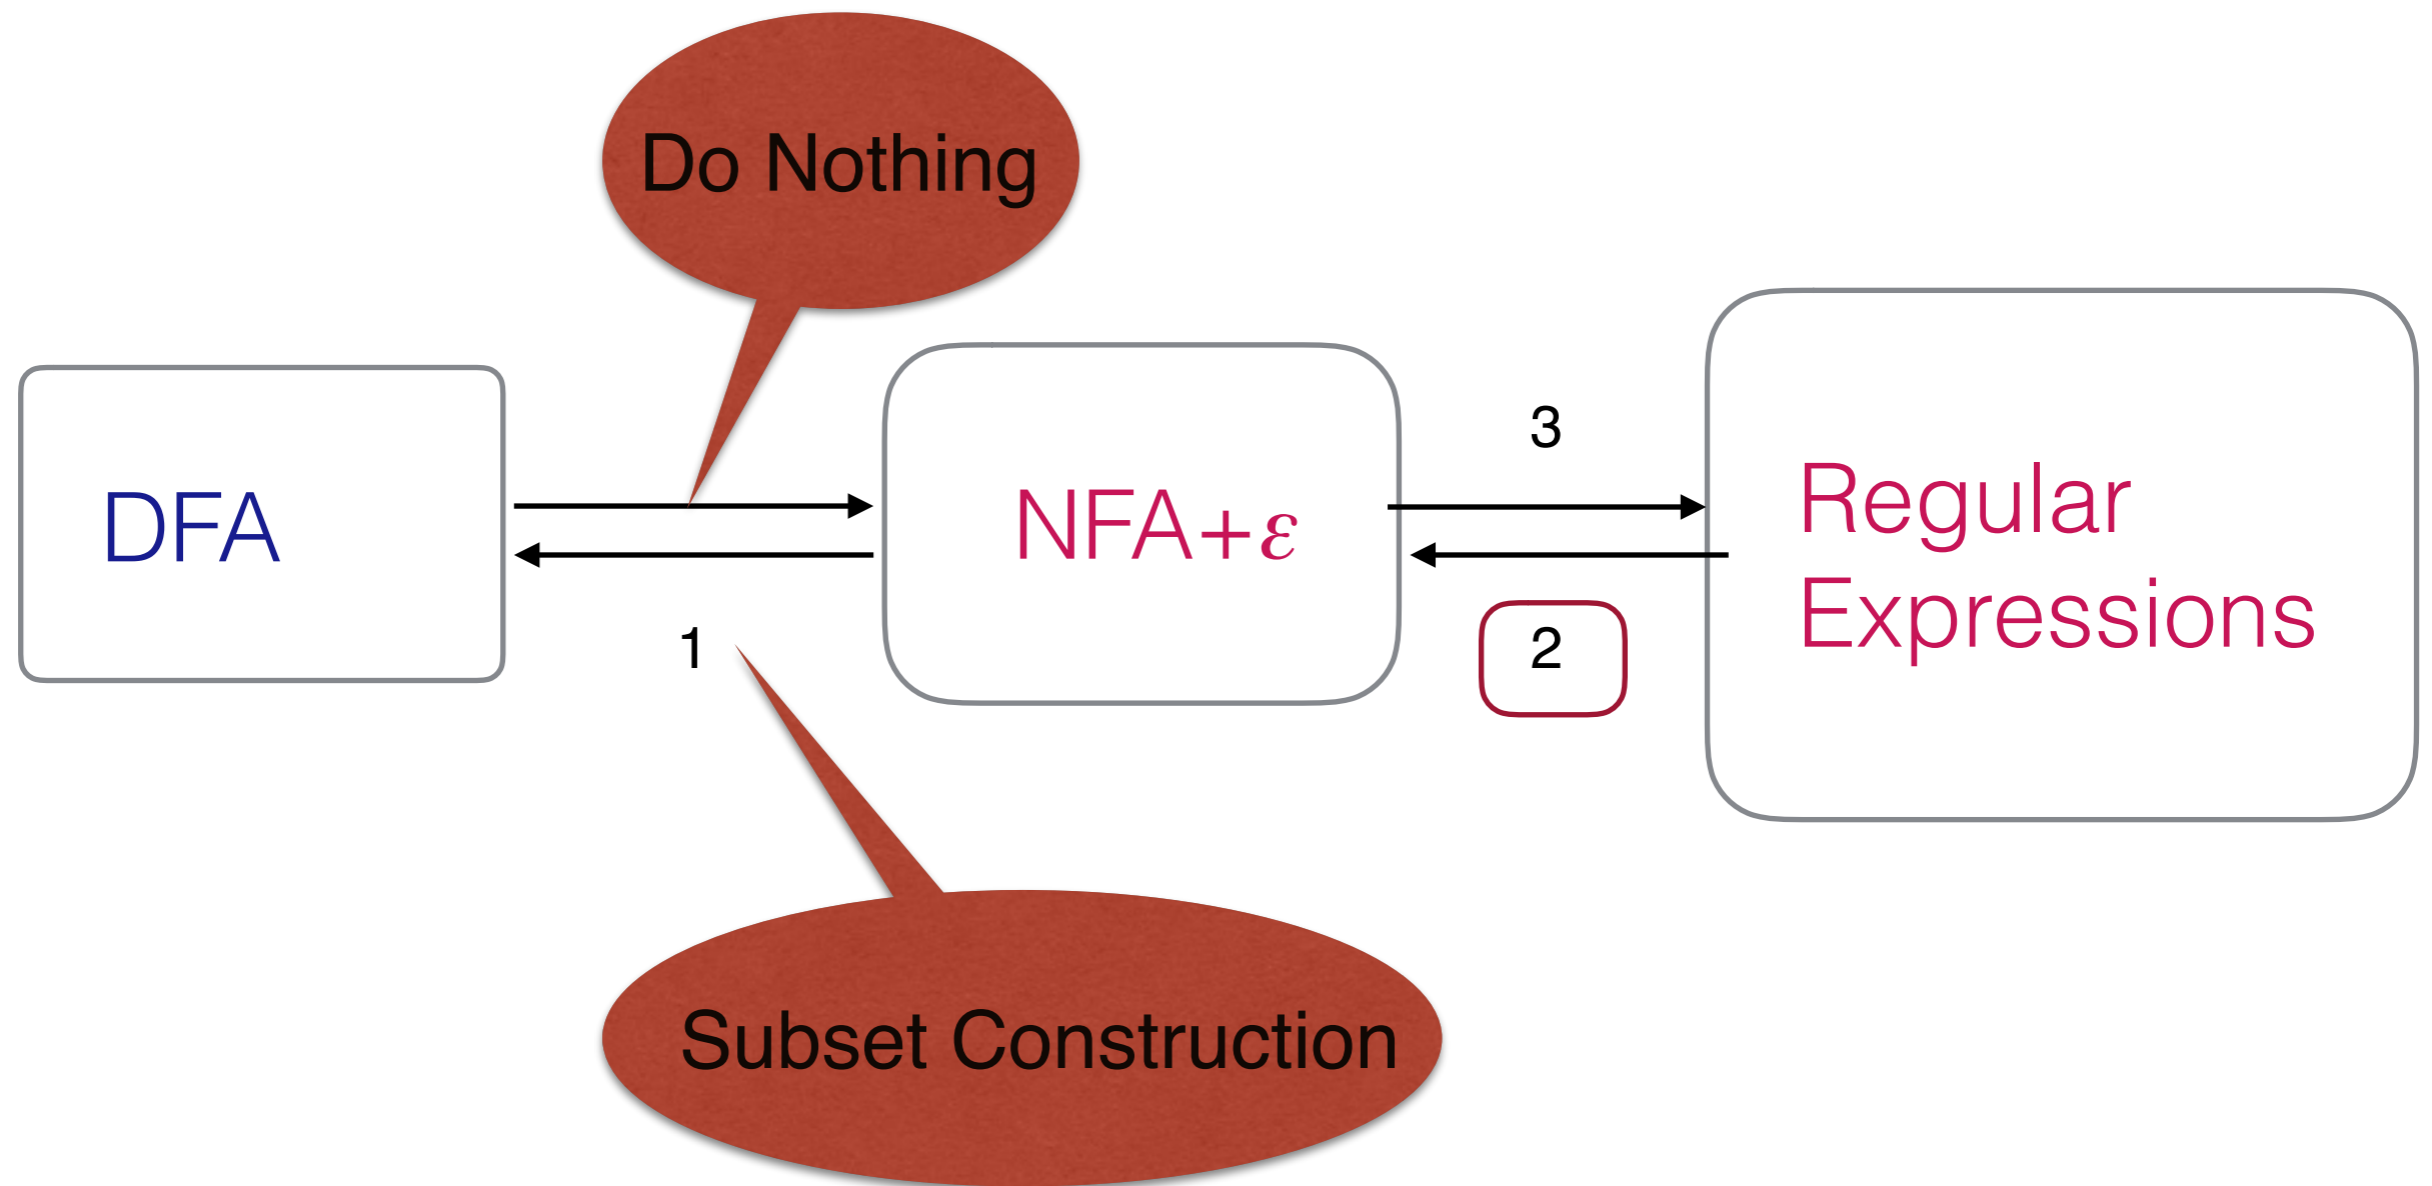 Do Nothing
DFA
NFA+ε
3
Regular
Expressions
1
2
Subset Construction